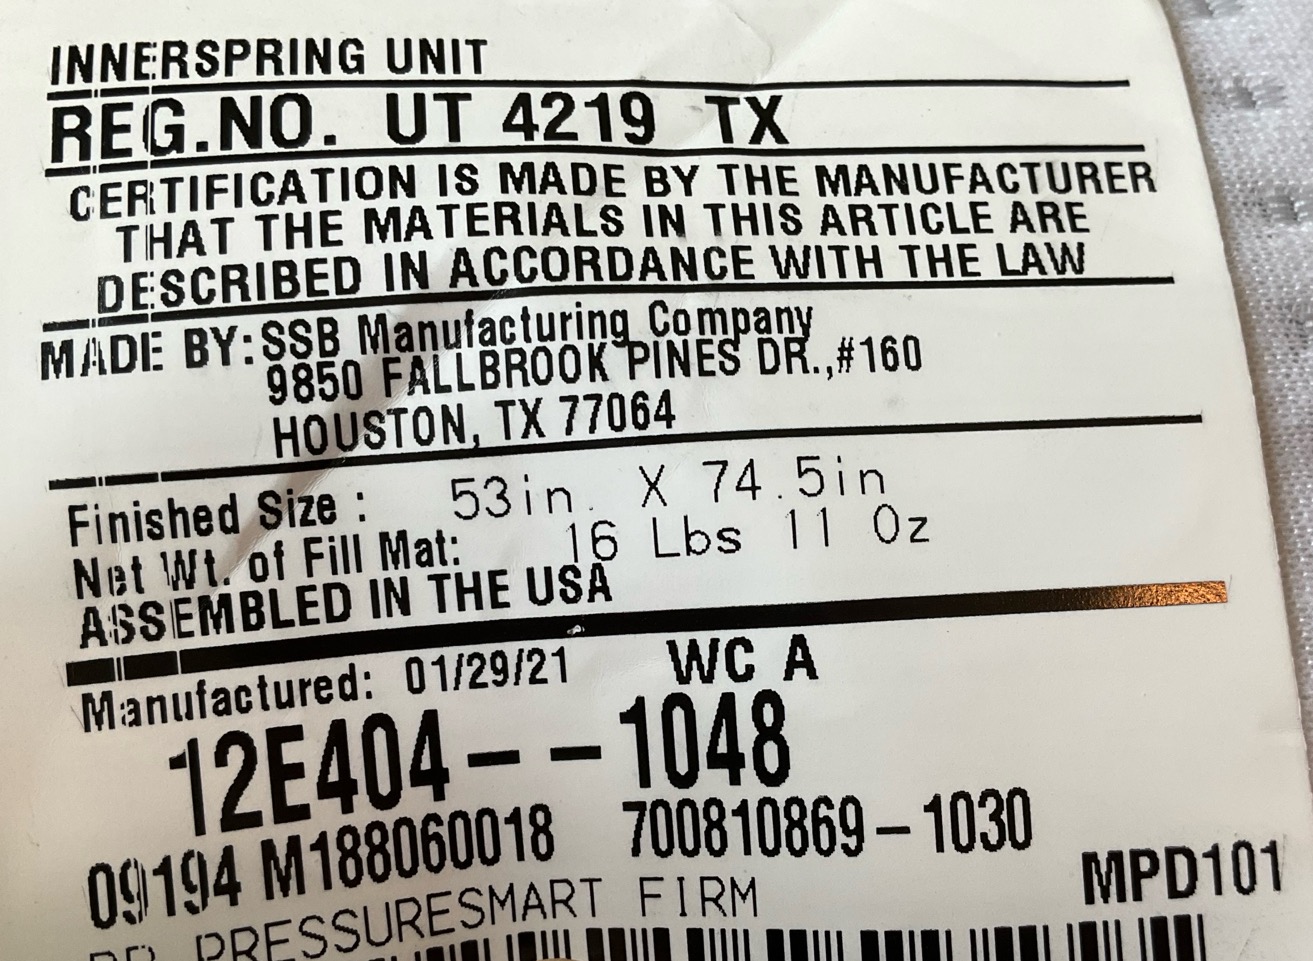 INNERSPRING UNIT
REG.NO. UT 4219 TX
CERTIFICATION IS MADE BY THE MANUFACTURER
THAT THE MATERIALS IN THIS ARTICLE ARE
DESCRIBED IN ACCORDANCE WITH THE LAW
MADE BY: SSB Manufacturing Company
9850 FALLBROOK PINES DR.,#160
HOUSTON, TX 77064
Finished Size : 53in. X 74.5in
Net Wt. of Fill Mat: 16 Lbs 11 Oz
ASSEMBLED IN THE USA
Manufactured: 01/29/21 WC A
12E404-- 1048
09194 M188060018 700810869-1030
MPD101
PRESSURESMART FIRM